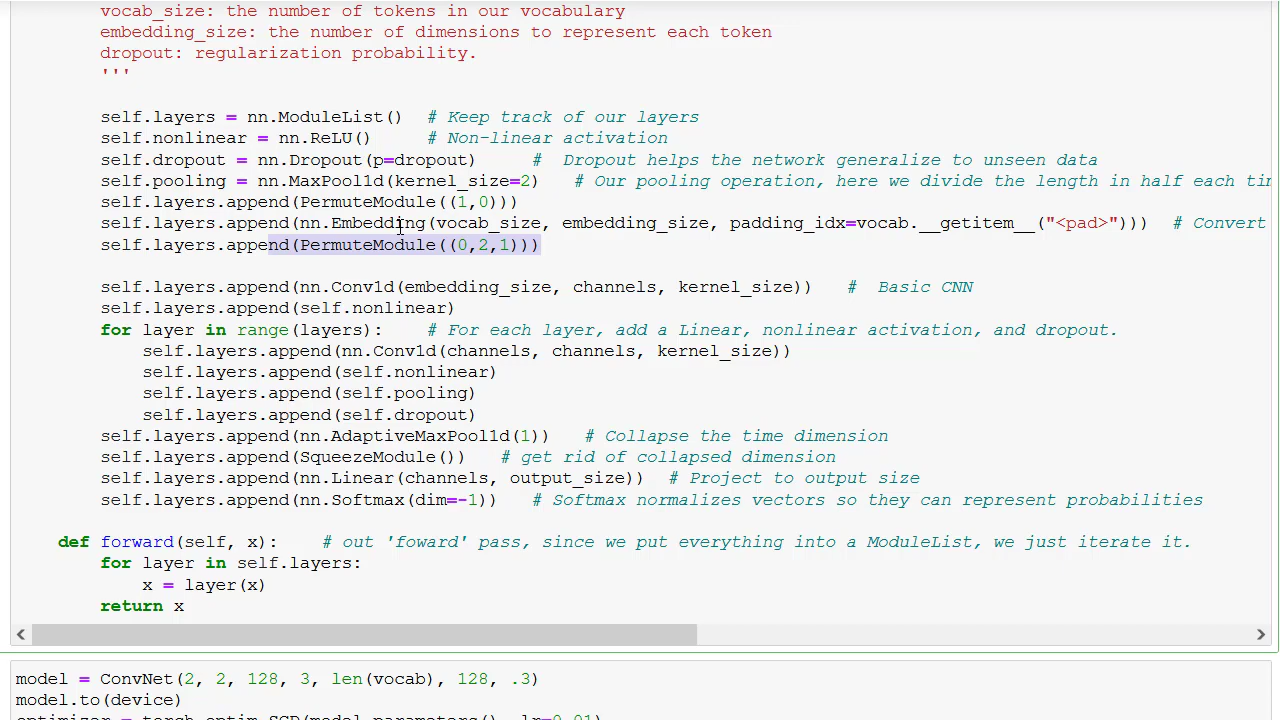 vocab_size: the number of tokens in our vocabulary
embedding_size: the number of dimensions to represent each token
dropout: regularization probability.
'''
self.layers = nn.ModuleList()  # Keep track of our layers
self.nonlinear = nn.ReLU()     # Non-linear activation
self.dropout = nn.Dropout(p=dropout)     #  Dropout helps the network generalize to unseen data
self.pooling = nn.MaxPool1d(kernel_size=2)   # Our pooling operation, here we divide the length in half each tim
self.layers.append(PermuteModule((1,0)))
self.layers.append(nn.Embedding(vocab_size, embedding_size, padding_idx=vocab.__getitem__("<pad>")))  # Convert
self.layers.append(PermuteModule((0,2,1)))
self.layers.append(nn.Conv1d(embedding_size, channels, kernel_size))   #  Basic CNN
self.layers.append(self.nonlinear)
for layer in range(layers):    # For each layer, add a Linear, nonlinear activation, and dropout.
self.layers.append(nn.Conv1d(channels, channels, kernel_size))
self.layers.append(self.nonlinear)
self.layers.append(self.pooling)
self.layers.append(self.dropout)
self.layers.append(nn.AdaptiveMaxPool1d(1))   # Collapse the time dimension
self.layers.append(SqueezeModule())   # get rid of collapsed dimension
self.layers.append(nn.Linear(channels, output_size))  # Project to output size
self.layers.append(nn.Softmax(dim=-1))   # Softmax normalizes vectors so they can represent probabilities
def forward(self, x):    # out 'foward' pass, since we put everything into a ModuleList, we just iterate it.
for layer in self.layers:
x = layer(x)
return x
model = ConvNet(2, 2, 128, 3, len(vocab), 128, .3)
model.to(device)
optimizer = torch.optim.SGD(model.parameters(), lr=0.01)